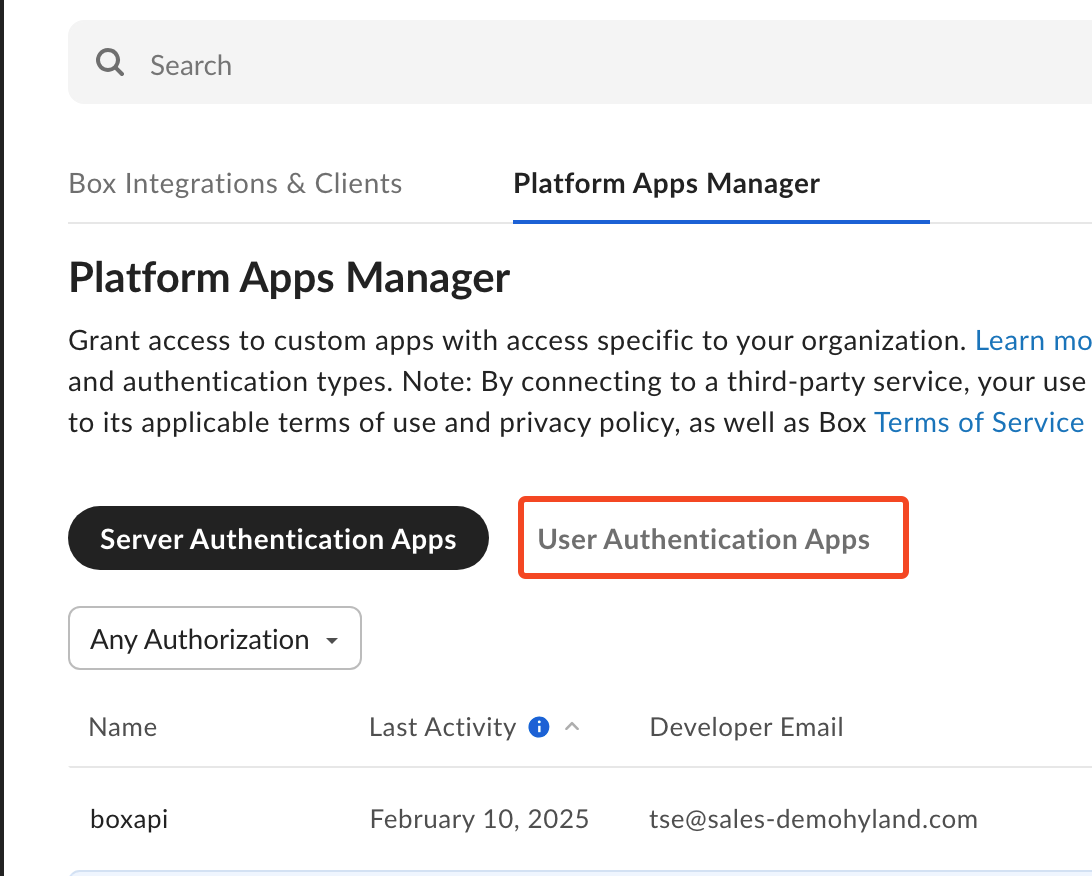 Search
Box Integrations & Clients
Platform Apps Manager
Platform Apps Manager
Grant access to custom apps with access specific to your organization. Learn mo
and authentication types. Note: By connecting to a third-party service, your use
to its applicable terms of use and privacy policy, as well as Box Terms of Service
Server Authentication Apps
User Authentication Apps
Any Authorization
Name Last Activity Developer Email
boxapi February 10, 2025 tse@sales-demohyland.com